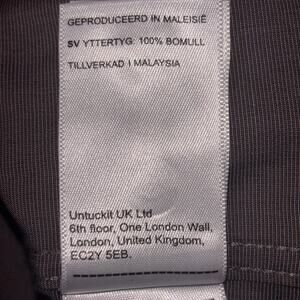 GEPRODUCEERD IN MALEISIË
SV YTTERTYG: 100% BOMULL
TILLVERKAD I MALAYSIA
Untuckit UK Ltd
6th floor, One London Wall,
London, United Kingdom,
EC2Y 5EB.